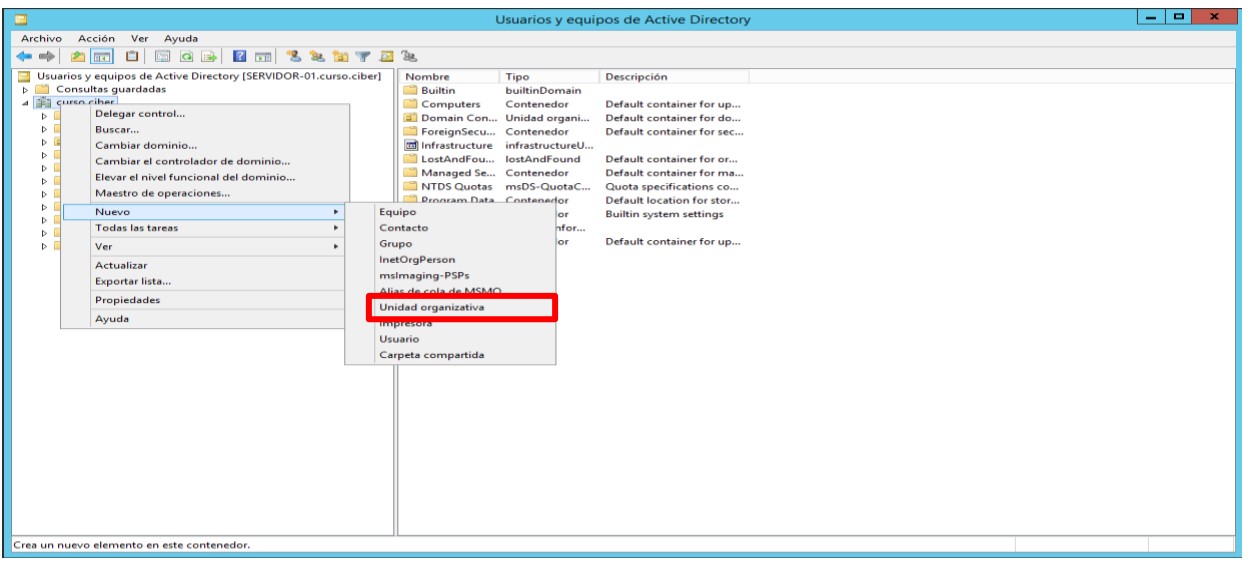 Usuarios y equipos de Active Directory
Archivo Acción Ver Ayuda
Usuarios y equipos de Active Directory [SERVIDOR-01.curso.ciber]
Consultas guardadas
curso.ciber
Delegar control...
Buscar...
Cambiar dominio...
Cambiar el controlador de dominio...
Elevar el nivel funcional del dominio...
Maestro de operaciones...
Nuevo
Todas las tareas
Ver
Actualizar
Exportar lista...
Propiedades
Ayuda
Equipo
Contacto
Grupo
InetOrgPerson
msImaging-PSPs
Alias de cola de MSMQ
Unidad organizativa
Impresora
Usuario
Carpeta compartida
Nombre Tipo Descripción
Builtin builtinDomain
Computers Contenedor Default container for up...
Domain Con... Unidad organi... Default container for do...
ForeignSecu... Contenedor Default container for sec...
Infrastructure infrastructureU...
LostAndFou... lostAndFound Default container for or...
Managed Se... Contenedor Default container for ma...
NTDS Quotas msDS-QuotaC... Quota specifications co...
Program Data Contenedor Default location for stor...
or Builtin system settings
nfor...
or Default container for up...
Crea un nuevo elemento en este contenedor.